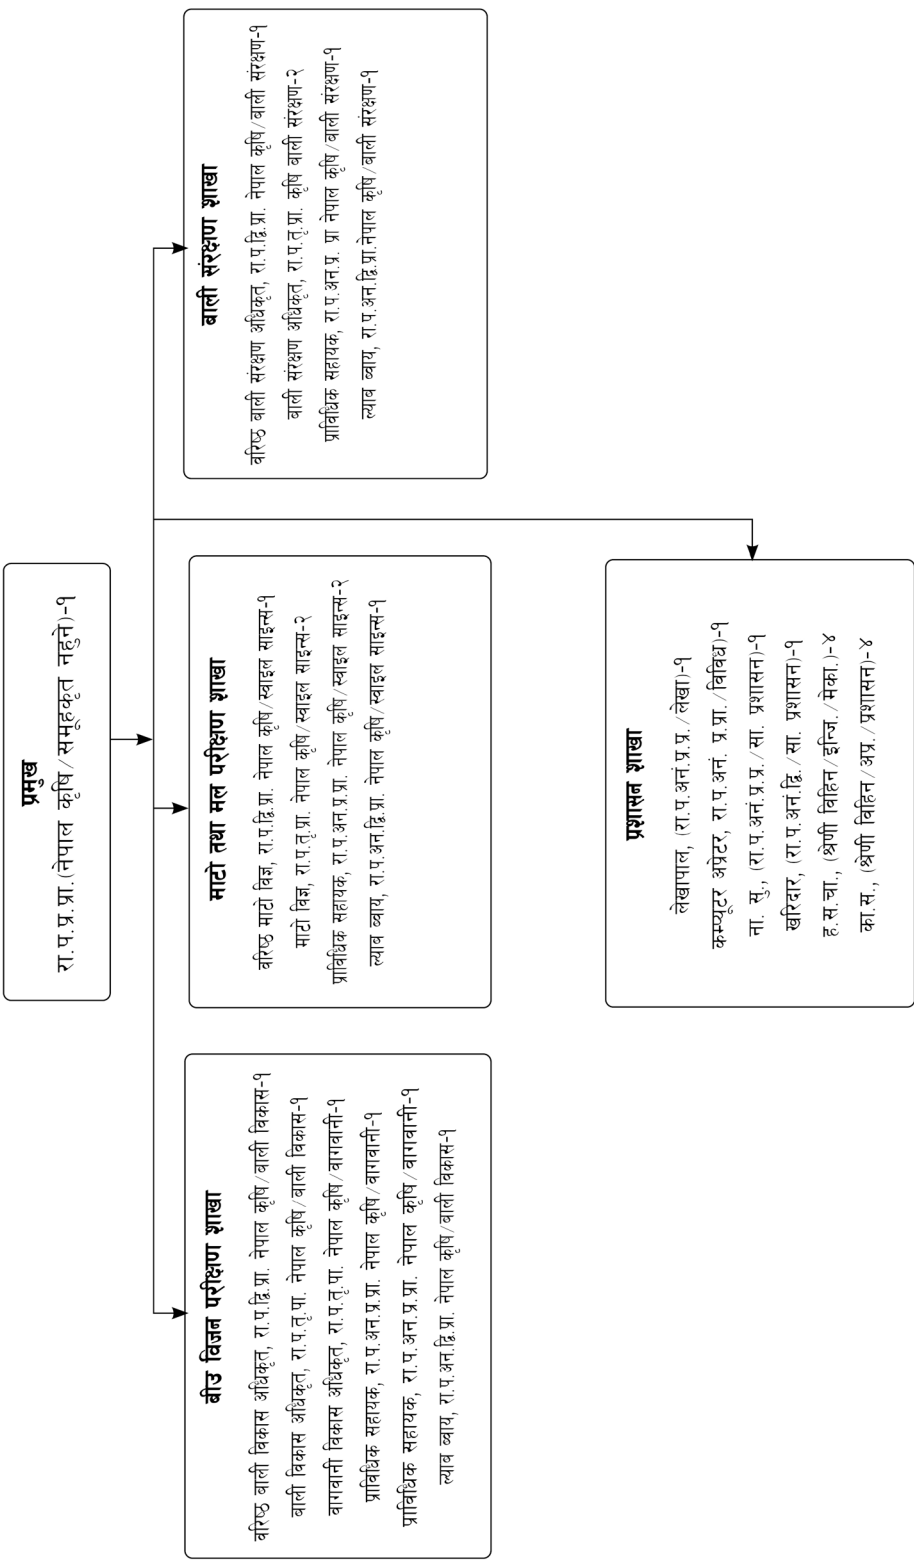 प्रमुख
रा.प.प्र.प्रा.(नेपाल कृषि/समूहकृत नहुने)-१
बीउ विजन परीक्षण शाखा
वरिष्ठ बाली विकास अधिकृत, रा.प.द्वि.प्रा. नेपाल कृषि/बाली विकास-१
बाली विकास अधिकृत, रा.प.तृ.पा. नेपाल कृषि/बाली विकास-१
वागवानी विकास अधिकृत, रा.प.तृ.पा. नेपाल कृषि/वागवानी-१
प्राविधिक सहायक, रा.प.अन.प्र.प्रा. नेपाल कृषि/वागवानी-१
प्राविधिक सहायक, रा.प.अन.प्र.प्रा. नेपाल कृषि/वागवानी-१
ल्याव व्वाय, रा.प.अन.द्वि.प्रा. नेपाल कृषि/बाली विकास-१
माटो तथा मल परीक्षण शाखा
वरिष्ठ माटो विज्ञ, रा.प.द्वि.प्रा. नेपाल कृषि/स्वाइल साइन्स-१
माटो विज्ञ, रा.प.तृ.प्रा. नेपाल कृषि/स्वाइल साइन्स-२
प्राविधिक सहायक, रा.प.अन.प्र.प्रा. नेपाल कृषि/स्वाइल साइन्स-२
ल्याव व्वाय, रा.प.अन.द्वि.प्रा. नेपाल कृषि/स्वाइल साइन्स-१
बाली संरक्षण शाखा
वरिष्ठ बाली संरक्षण अधिकृत, रा.प.द्वि.प्रा. नेपाल कृषि/बाली संरक्षण-१
बाली संरक्षण अधिकृत, रा.प.तृ.प्रा. कृषि बाली संरक्षण-२
प्राविधिक सहायक, रा.प.अन.प्र. प्रा नेपाल कृषि/बाली संरक्षण-१
ल्याव व्वाय, रा.प.अन.द्वि.प्रा.नेपाल कृषि/बाली संरक्षण-१
प्रशासन शाखा
लेखापाल, (रा.प.अनं.प्र.प्र./लेखा)-१
कम्प्यूटर अप्रेटर, रा.प.अनं. प्र.प्रा./विविध)-१
ना. सु., (रा.प.अनं.प्र.प्र./सा. प्रशासन)-१
खरिदार, (रा.प.अनं.द्वि./सा. प्रशासन)-१
ह.स.चा., (श्रेणी विहिन/इन्जि./मेका.)-४
का.स., (श्रेणी विहिन/अप्र./प्रशासन)-४